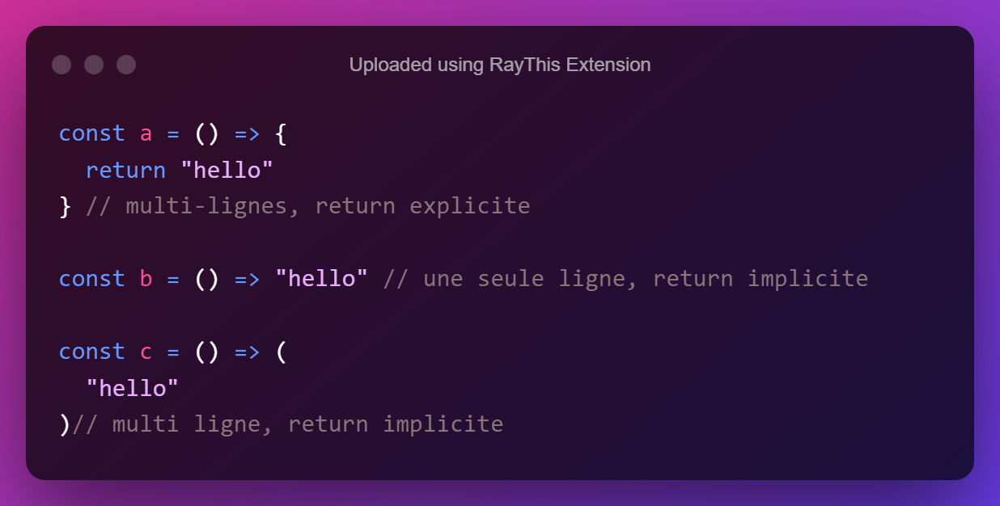 Uploaded using RayThis Extension
const a = () => {
  return "hello"
} // multi-lignes, return explicite
const b = () => "hello" // une seule ligne, return implicite
const c = () => (
  "hello"
)// multi ligne, return implicite